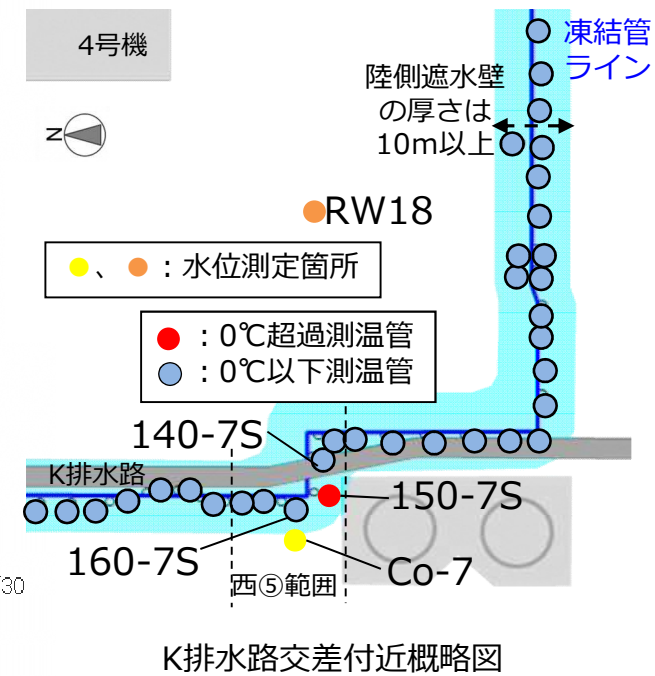 4号機
凍結管
ライン
陸側遮水壁
の厚さは
10m以上
N
RW18
、 : 水位測定箇所
: 0℃超過測温管
: 0℃以下測温管
140-7S
K排水路
150-7S
160-7S
Co-7
西⑤範囲
/30
K排水路交差付近概略図